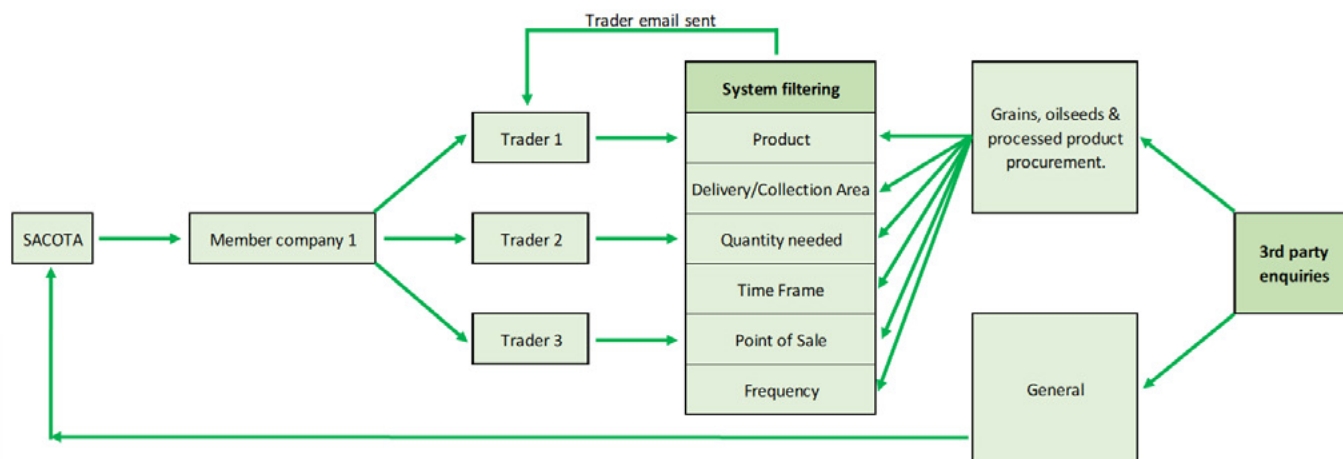 Trader email sent
System filtering
Grains, oilseeds &
processed product
procurement.
Trader 1
Product
Delivery/Collection Area
SACOTA
Member company 1
Trader 2
Quantity needed
3rd party
enquiries
Time Frame
Trader 3
Point of Sale
Frequency
General